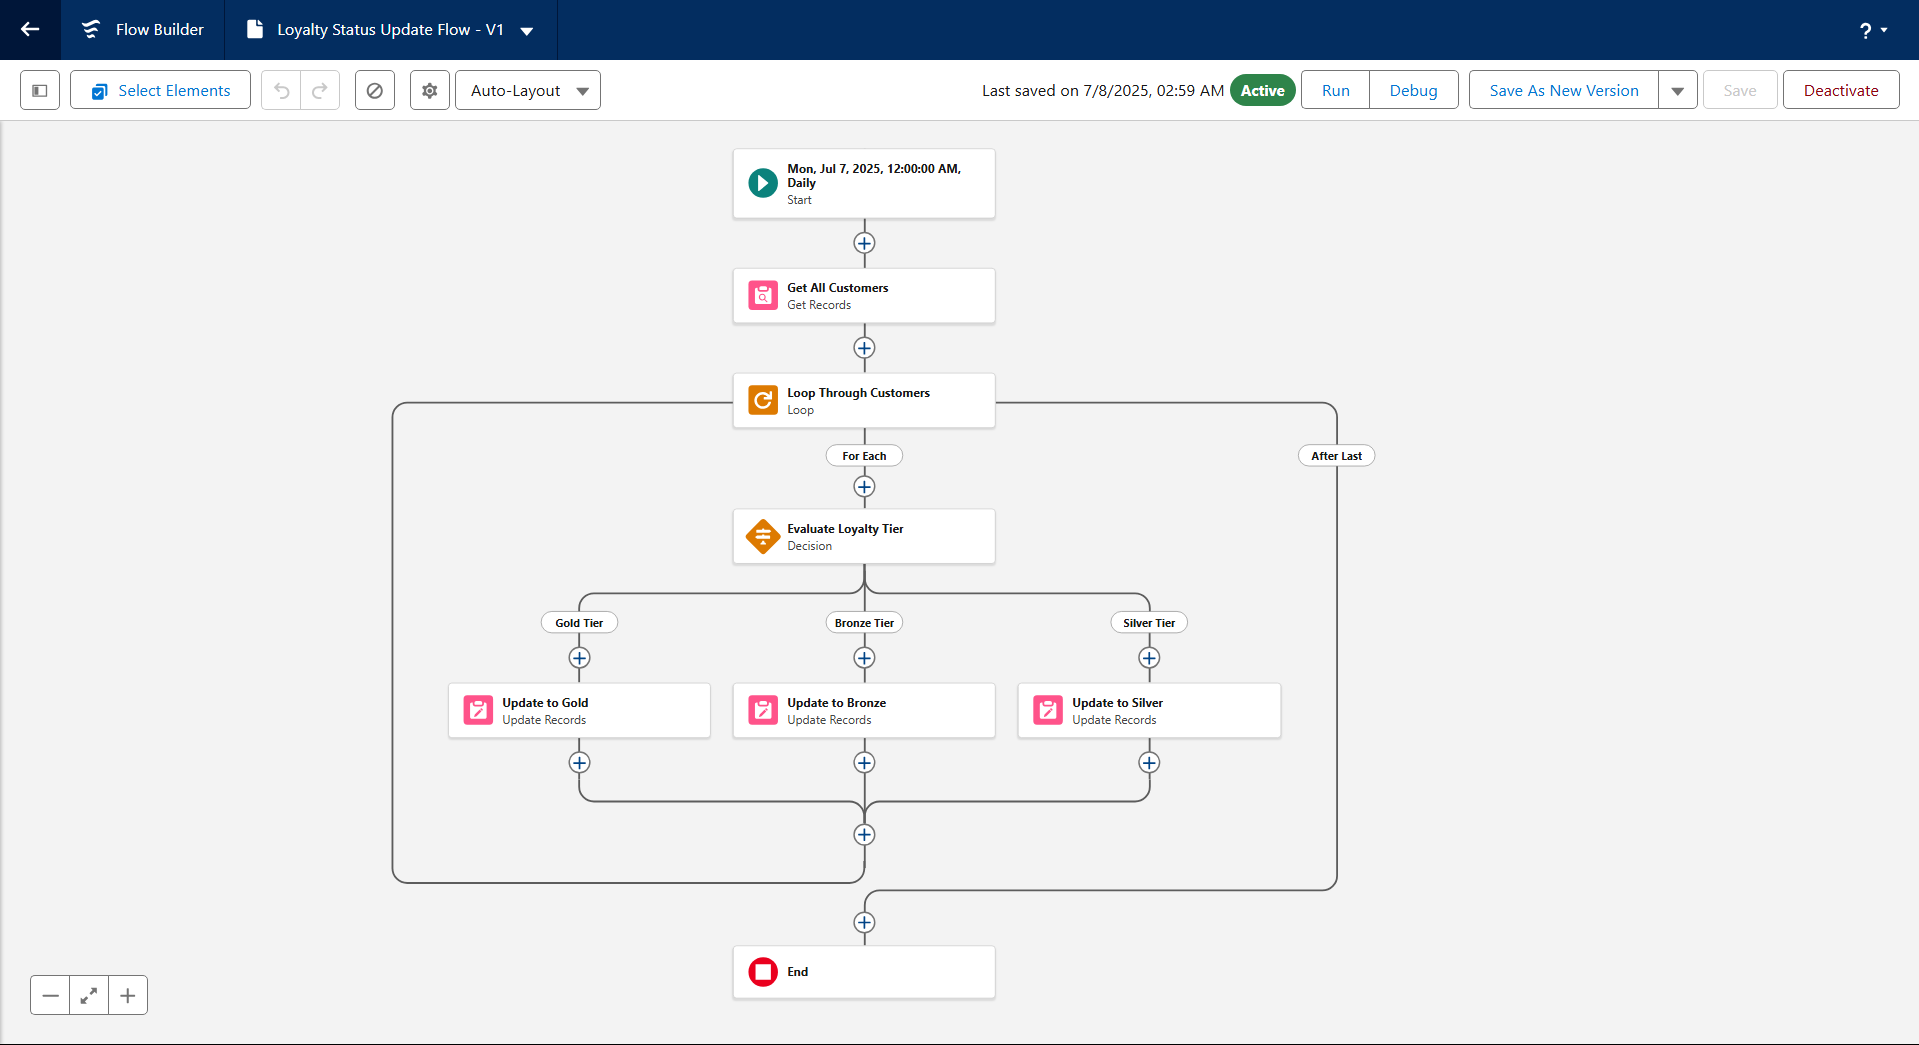 Flow Builder
Loyalty Status Update Flow - V1
?
Select Elements
Auto-Layout
Last saved on 7/8/2025, 02:59 AM
Active
Run
Debug
Save As New Version
Save
Deactivate
Mon, Jul 7, 2025, 12:00:00 AM,
Daily
Start
Get All Customers
Get Records
Loop Through Customers
Loop
For Each
After Last
Evaluate Loyalty Tier
Decision
Gold Tier
Bronze Tier
Silver Tier
Update to Gold
Update Records
Update to Bronze
Update Records
Update to Silver
Update Records
End